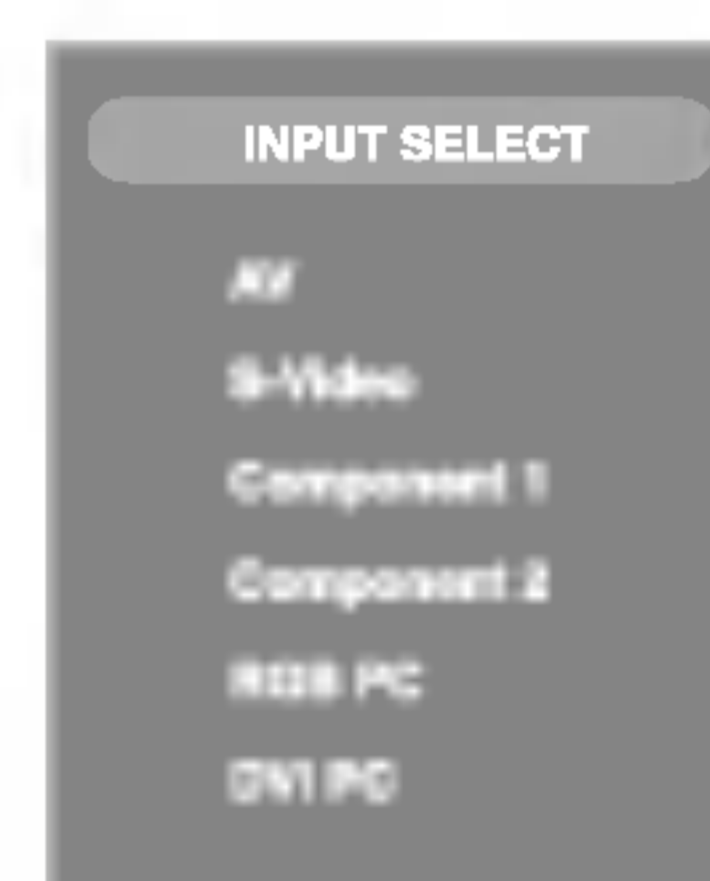 INPUT SELECT
AV
S-Video
Component 1
Component 2
RGB PC
DVI PC